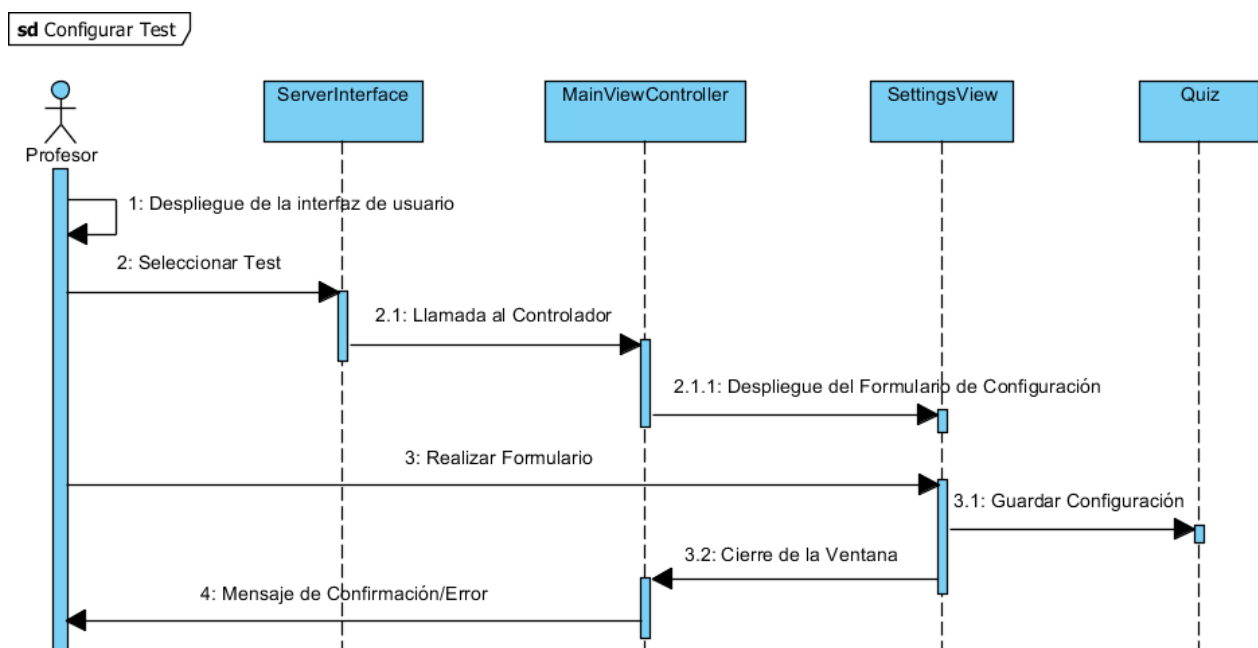 sd Configurar Test
ServerInterface
MainViewController
SettingsView
Quiz
Profesor
1: Despliegue de la interfaz de usuario
2: Seleccionar Test
2.1: Llamada al Controlador
2.1.1: Despliegue del Formulario de Configuración
3: Realizar Formulario
3.1: Guardar Configuración
3.2: Cierre de la Ventana
4: Mensaje de Confirmación/Error